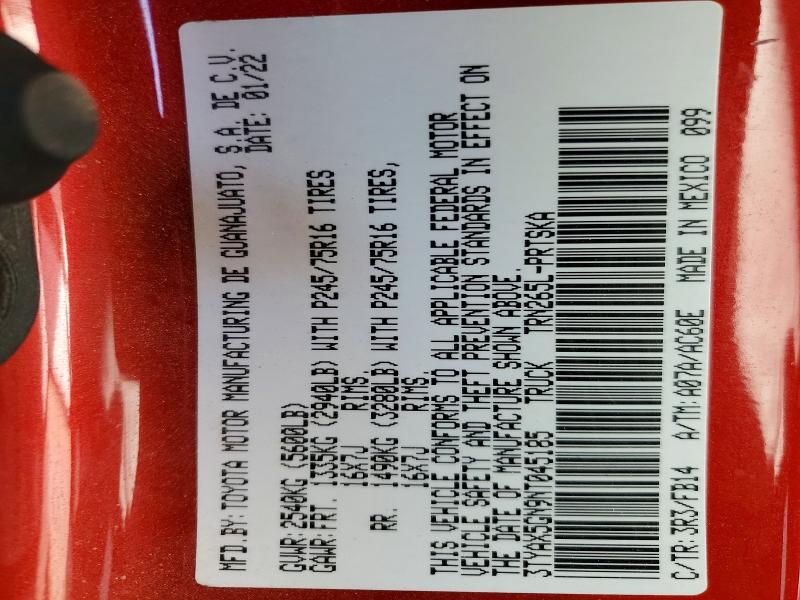 MFD.BY:TOYOTA MOTOR MANUFACTURING DE GUANAJUATO, S.A. DE C.V.
DATE: 01/22
GVWR:2540KG (5600LB)
GAWR:FRT. 1335KG (2940LB) WITH P245/75R16 TIRES
16X7J RIMS,
RR. 1490KG (3280LB) WITH P245/75R16 TIRES,
16X7J RIMS,
THIS VEHICLE CONFORMS TO ALL APPLICABLE FEDERAL MOTOR
VEHICLE SAFETY AND THEFT PREVENTION STANDARDS IN EFFECT ON
THE DATE OF MANUFACTURE SHOWN ABOVE.
3TYAX5GN9NT045165 TRUCK TRN265L-PRTSKA
C/TR:3R3/FB14 A/TM:A07A/AC60E MADE IN MEXICO 099